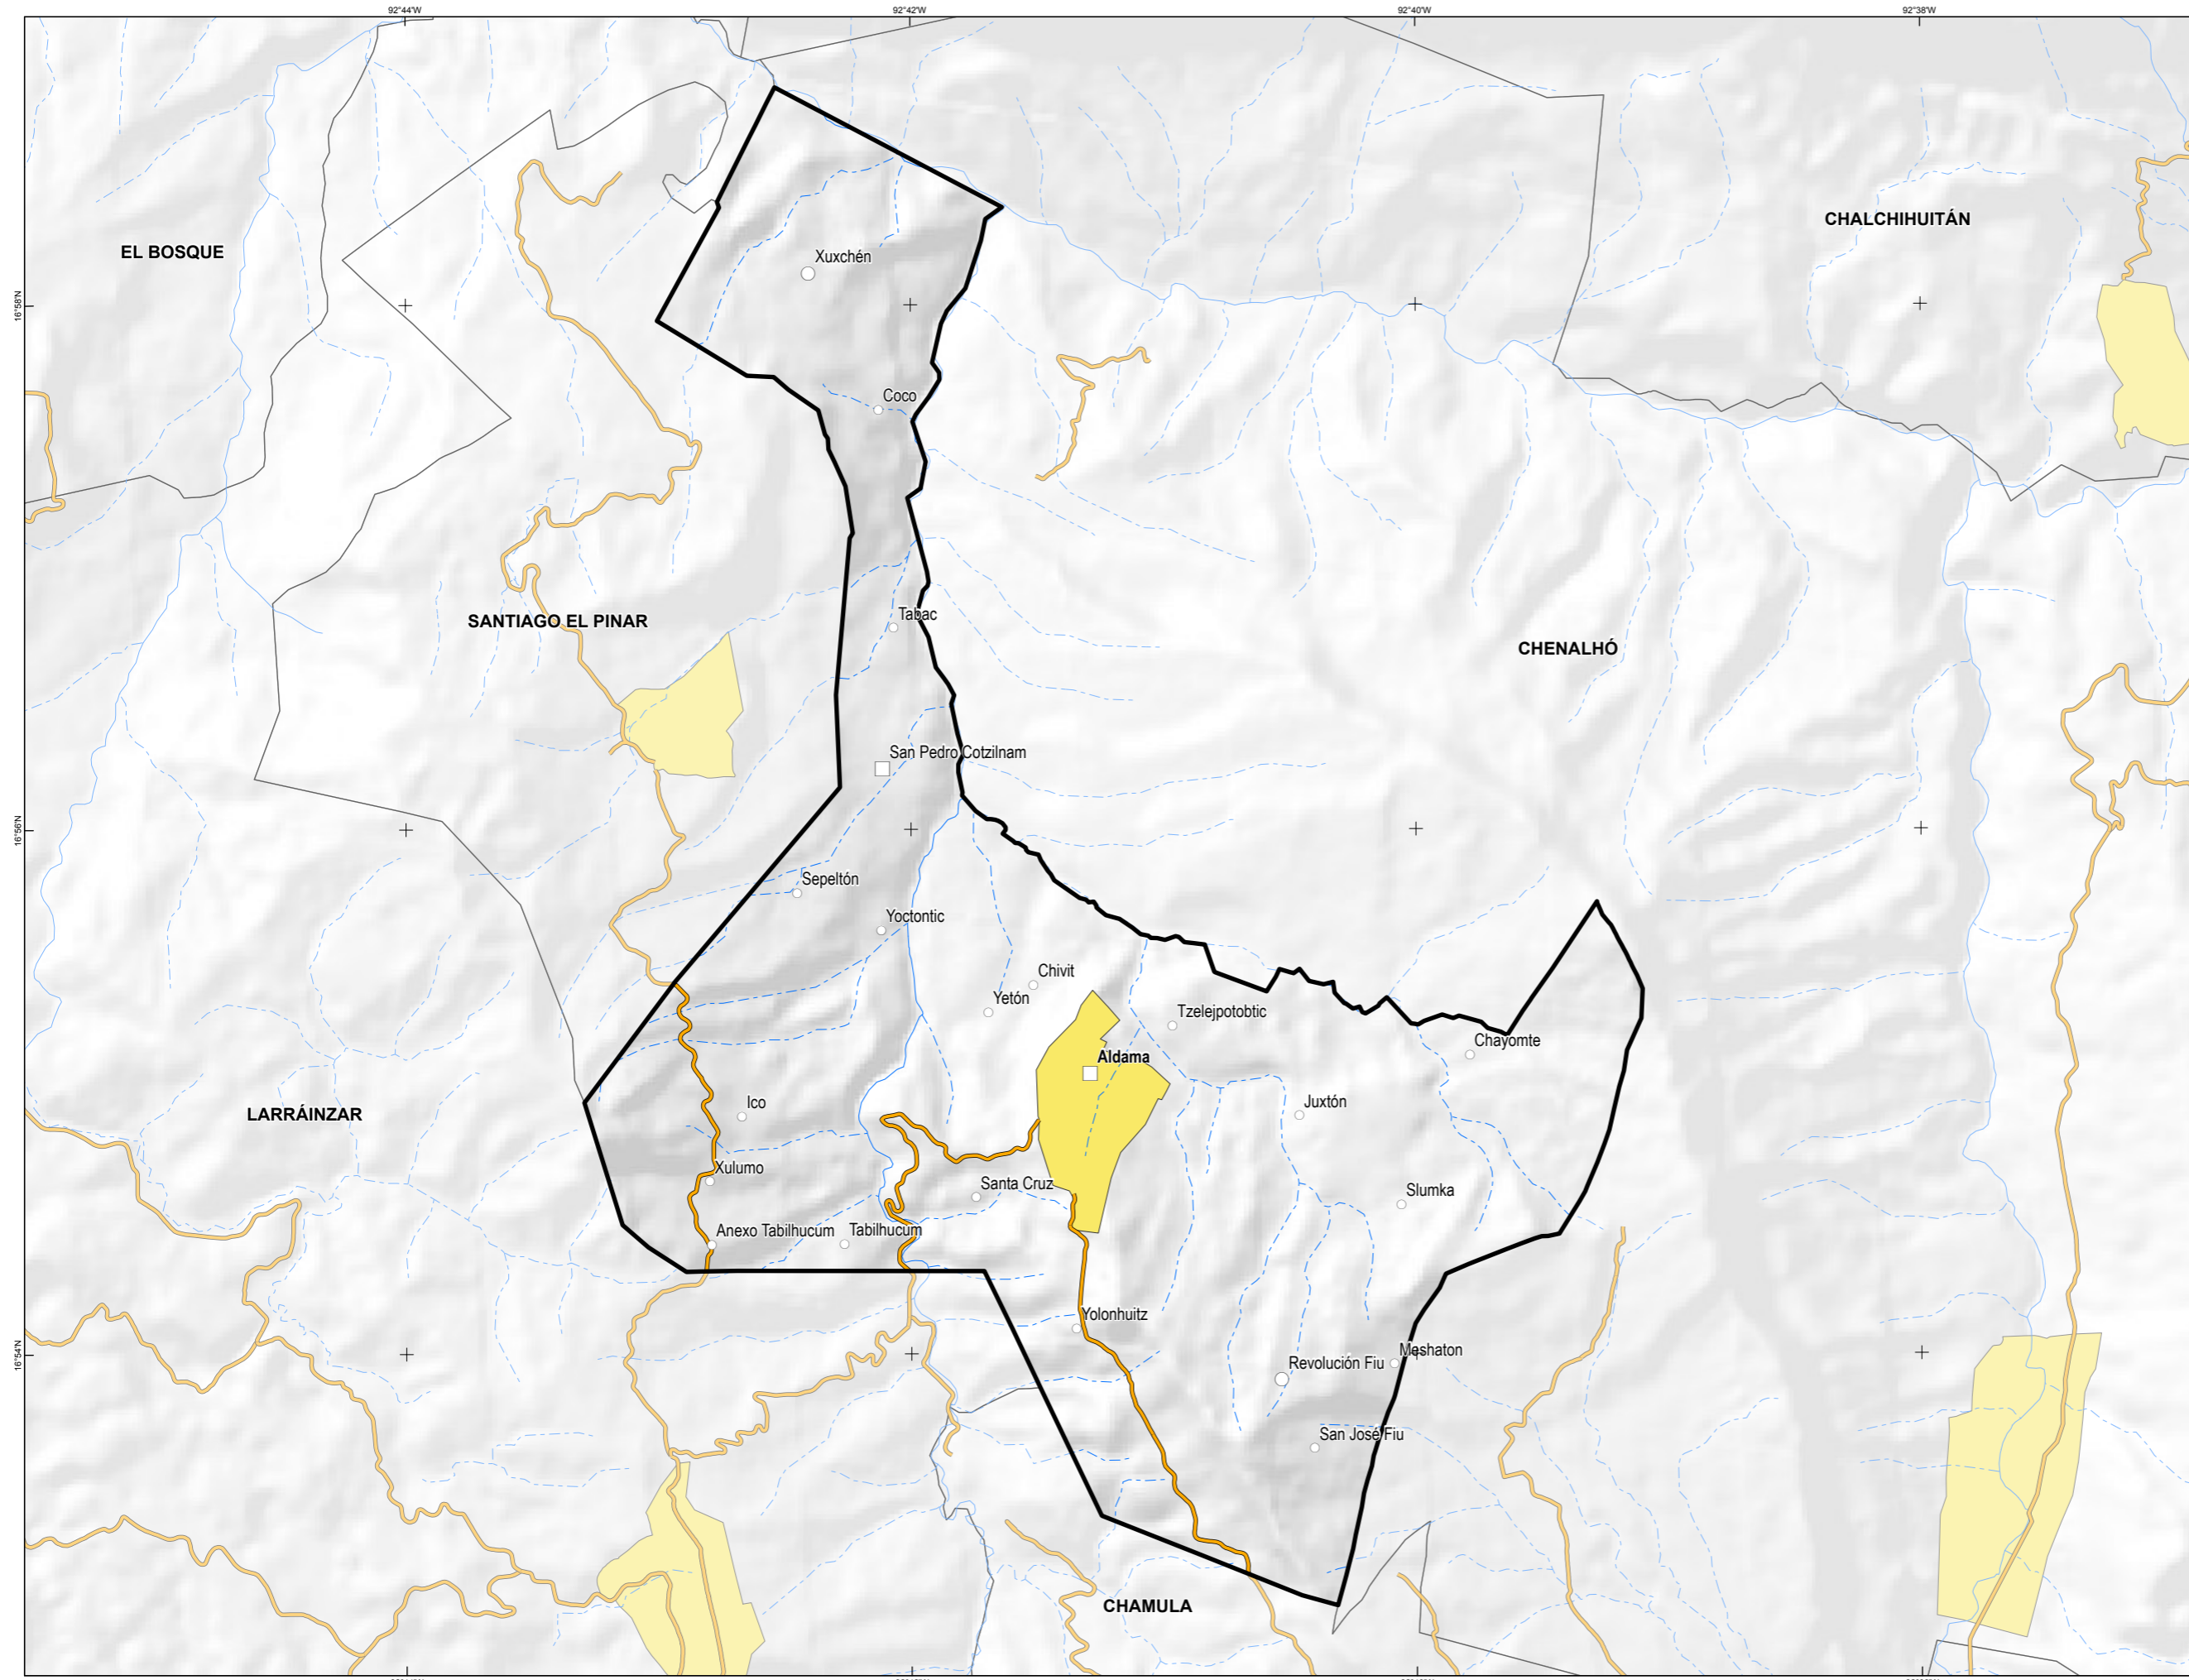 92°44'W
92°42'W
92°40'W
92°38'W
CHALCHIHUITÁN
EL BOSQUE
Xuxchén
16°58'N
Coco
Tabac
SANTIAGO EL PINAR
CHENALHÓ
San Pedro Cotzilnam
16°56'N
Sepeltón
Yoctontic
Chivit
Yetón
Tzelejpotobtic
Chayomte
Aldama
Ico
Juxtón
LARRÁINZAR
Xulumo
Santa Cruz
Slumka
Anexo Tabilhucum
Tabilhucum
Yolonhuitz
16°54'N
Revolución Fiu
Meshaton
San José Fiu
CHAMULA